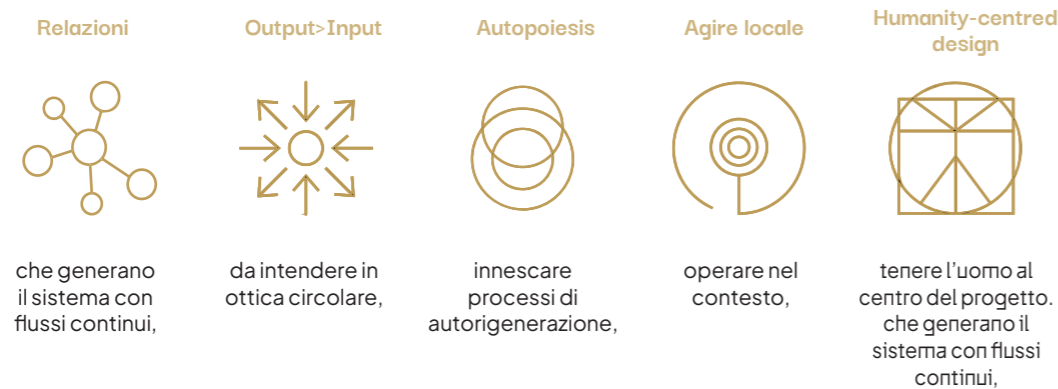 Relazioni
che generano
il sistema con
flussi continui,
Output>Input
da intendere in
ottica circolare,
Autopoiesis
innescare
processi di
autorigenerazione,
Agire locale
operare nel
contesto,
Humanity-centred
design
tenere l'uomo al
centro del progetto.
che generano il
sistema con flussi
continui,